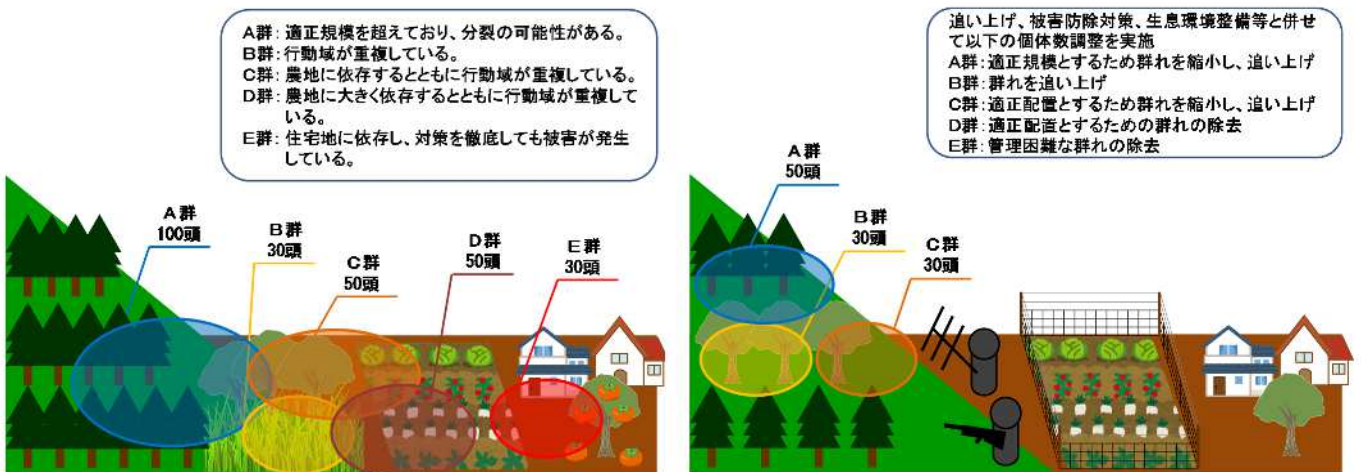 A群：適正規模を超えており、分裂の可能性がある。
B群：行動域が重複している。
C群：農地に依存するとともに行動域が重複している。
D群：農地に大きく依存するとともに行動域が重複して
いる。
E群：住宅地に依存し、対策を徹底しても被害が発生
している。
A群
100頭
B群
30頭
C群
50頭
D群
50頭
E群
30頭
追い上げ、被害防除対策、生息環境整備等と併せ
て以下の個体数調整を実施
A群：適正規模とするため群れを縮小し、追い上げ
B群：群れを追い上げ
C群：適正配置とするため群れを縮小し、追い上げ
D群：適正配置とするための群れの除去
E群：管理困難な群れの除去
A群
50頭
B群
30頭
C群
30頭